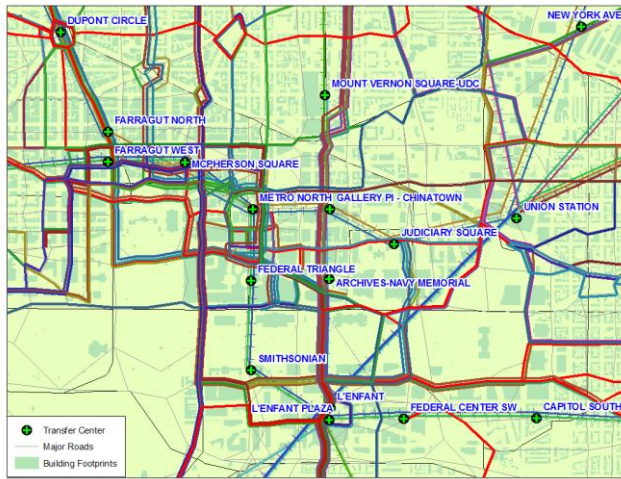 DUPONT CIRCLE
NEW YORK AVE
MOUNT VERNON SQUARE-UDC
FARRAGUT NORTH
FARRAGUT WEST
MCPHERSON SQUARE
METRO NORTH
GALLERY Pl - CHINATOWN
UNION STATION
JUDICIARY SQUARE
FEDERAL TRIANGLE
ARCHIVES-NAVY MEMORIAL
SMITHSONIAN
L'ENFANT
L'ENFANT PLAZA
FEDERAL CENTER SW
CAPITOL SOUTH
Transfer Center
Major Roads
Building Footprints